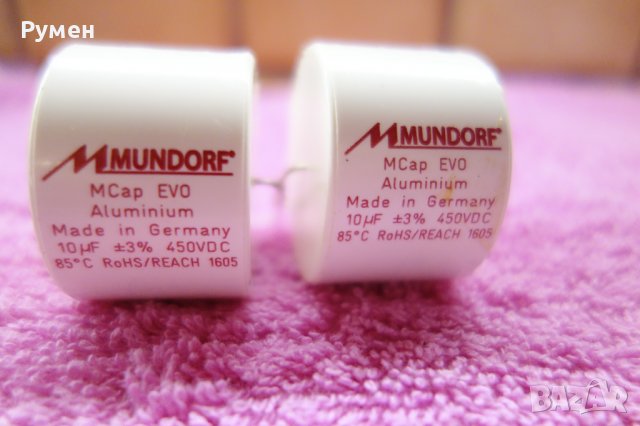 Румен
MUNDORF®
MCap EVO
Aluminium
Made in Germany
10µF ±3% 450VDC
85°C RoHS/REACH 1605
MUNDORF®
MCap EVO
Aluminium
Made in Germany
10µF ±3% 450VDC
85°C RoHS/REACH 1605
BAZAR